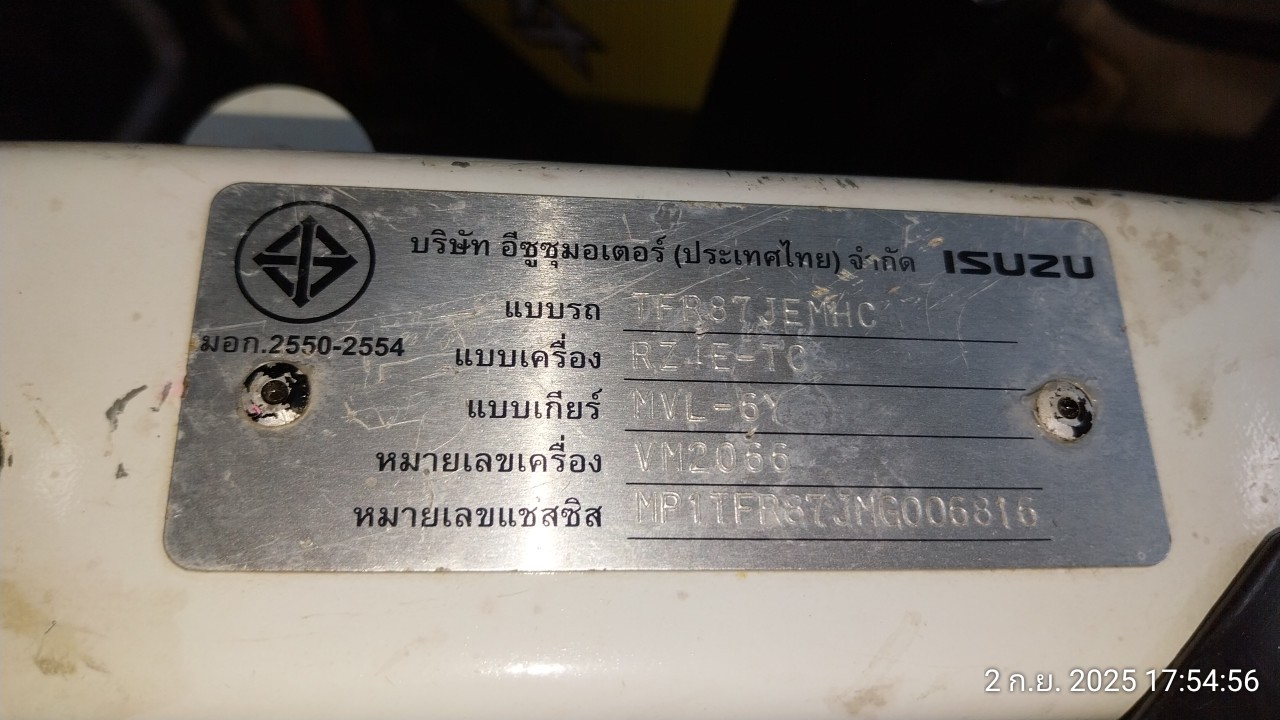 บริษัท อีซูซุมอเตอร์ (ประเทศไทย) จำกัด ISUZU
แบบรถ TFR87JEMHC
มอก.2550-2554
แบบเครื่อง RZ4E-TC
แบบเกียร์ MVL-6Y
หมายเลขเครื่อง VM2066
หมายเลขแชสซิส MP1TFR87JMG006816
2 ก.ย. 2025 17:54:56